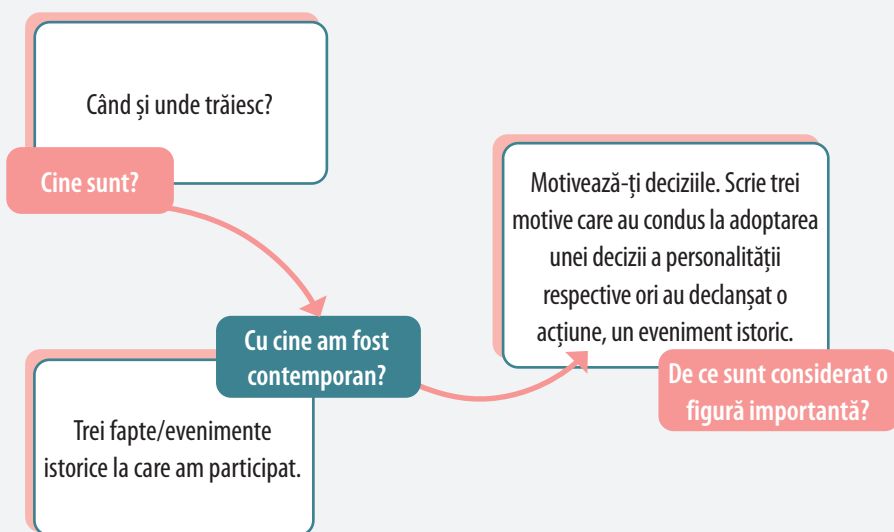 Când și unde trăiesc?
Cine sunt?
Cu cine am fost
contemporan?
Trei fapte/evenimente
istorice la care am participat.
Motivează-ți deciziile. Scrie trei
motive care au condus la adoptarea
unei decizii a personalității
respective ori au declanșat o
acțiune, un eveniment istoric.
De ce sunt considerat o
figură importantă?